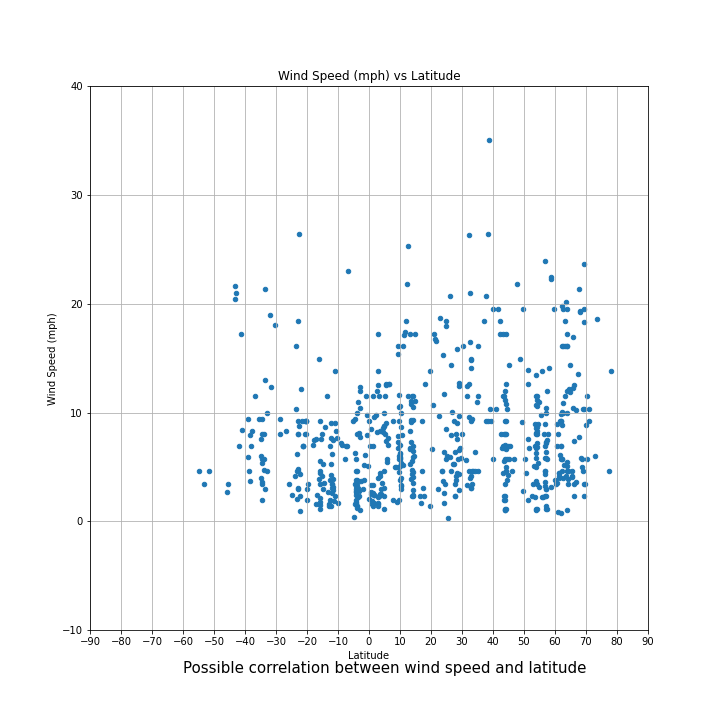 Wind Speed (mph) vs Latitude
40
30
20
10
0
−10
Wind Speed (mph)
−90 −80 −70 −60 −50 −40 −30 −20 −10 0 10 20 30 40 50 60 70 80 90
Latitude
Possible correlation between wind speed and latitude